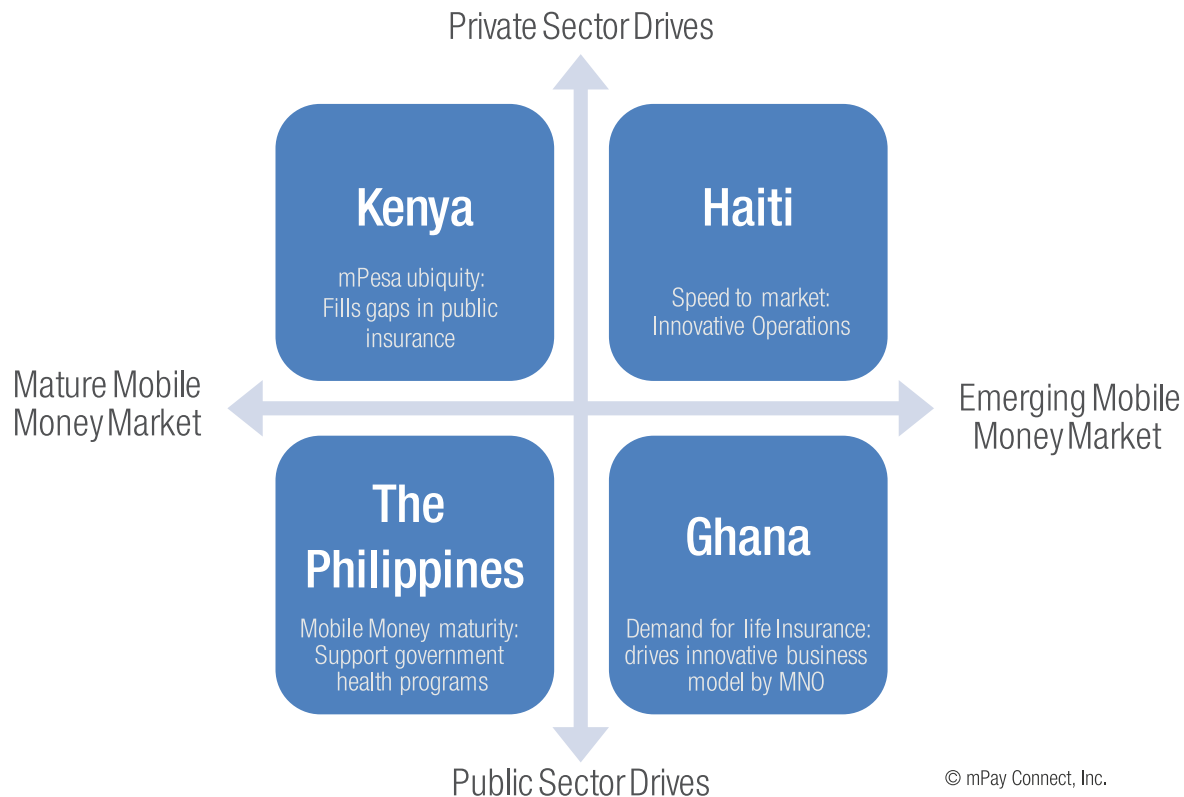 Private Sector Drives
Kenya
mPesa ubiquity:
Fills gaps in public
insurance
Haiti
Speed to market:
Innovative Operations
Mature Mobile
Money Market
Emerging Mobile
Money Market
The
Philippines
Mobile Money maturity:
Support government
health programs
Ghana
Demand for life Insurance:
drives innovative business
model by MNO
Public Sector Drives
© mPay Connect, Inc.